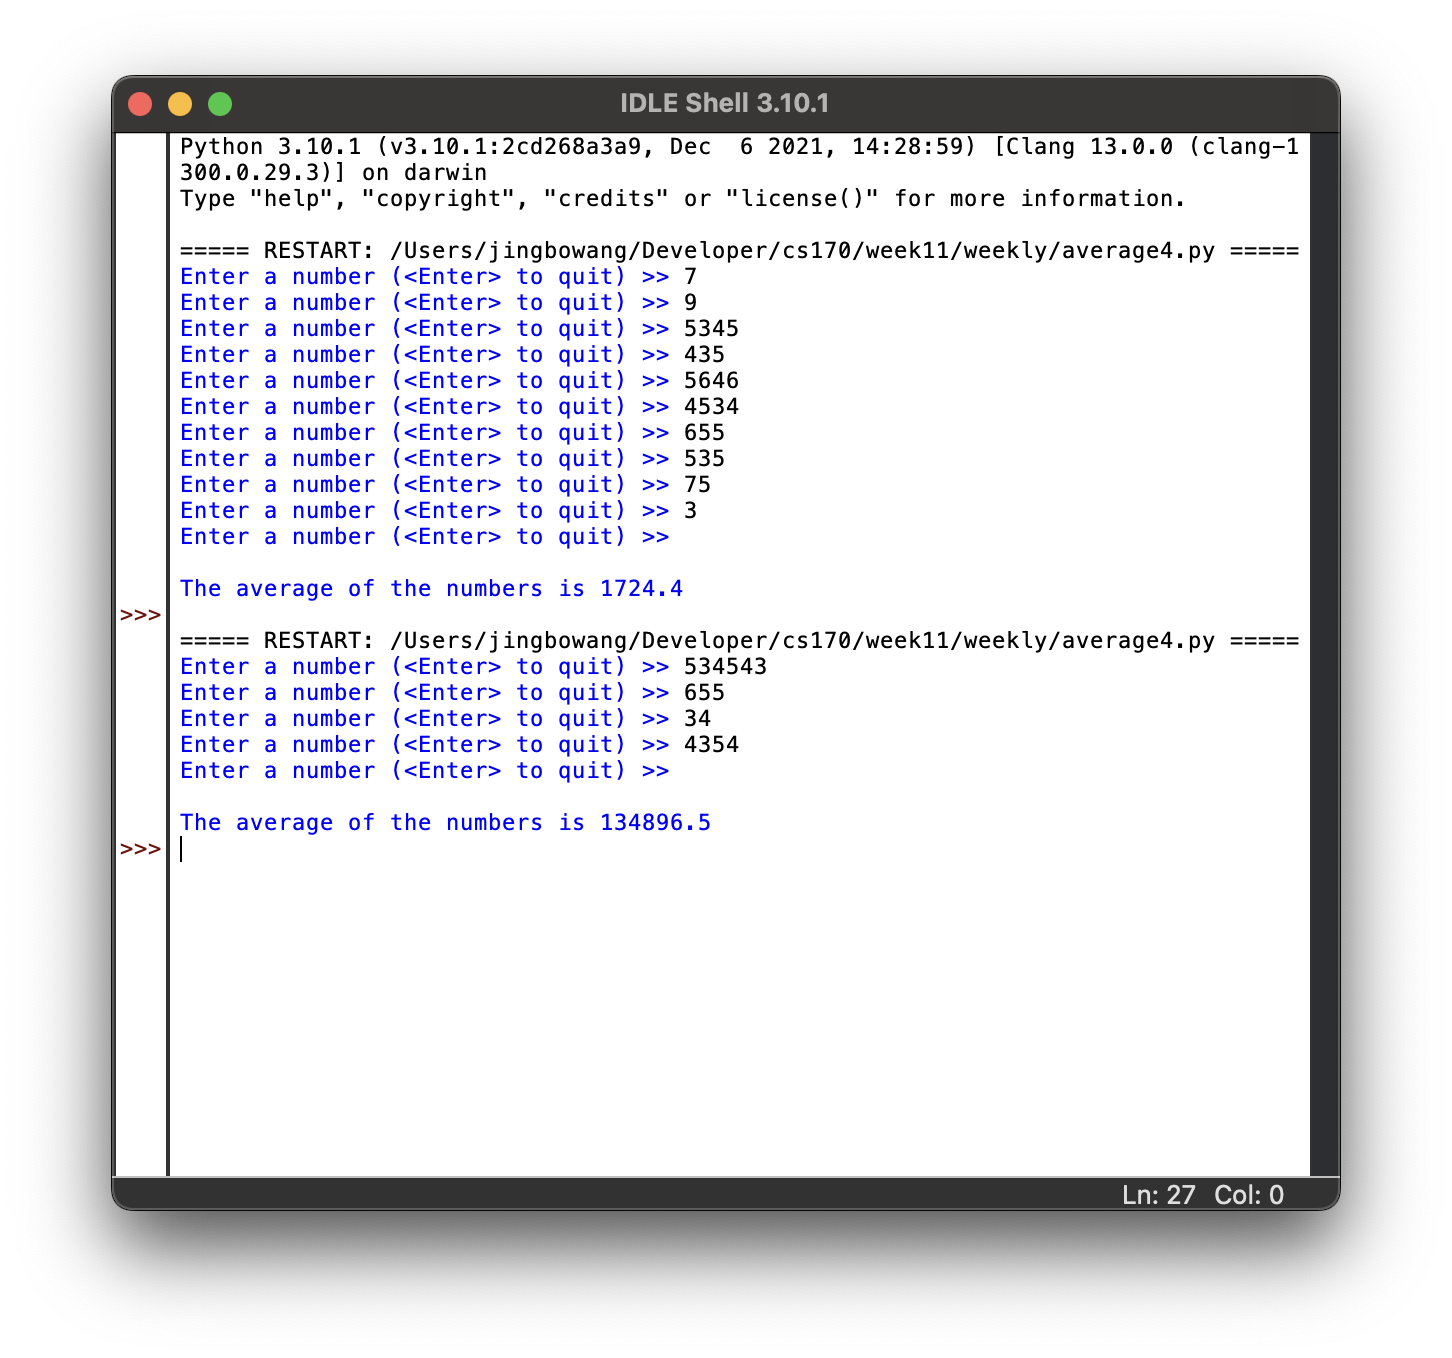 IDLE Shell 3.10.1
Python 3.10.1 (v3.10.1:2cd268a3a9, Dec  6 2021, 14:28:59) [Clang 13.0.0 (clang-1
300.0.29.3)] on darwin
Type "help", "copyright", "credits" or "license()" for more information.
===== RESTART: /Users/jingbowang/Developer/cs170/week11/weekly/average4.py =====
Enter a number (<Enter> to quit) >> 7
Enter a number (<Enter> to quit) >> 9
Enter a number (<Enter> to quit) >> 5345
Enter a number (<Enter> to quit) >> 435
Enter a number (<Enter> to quit) >> 5646
Enter a number (<Enter> to quit) >> 4534
Enter a number (<Enter> to quit) >> 655
Enter a number (<Enter> to quit) >> 535
Enter a number (<Enter> to quit) >> 75
Enter a number (<Enter> to quit) >> 3
Enter a number (<Enter> to quit) >>
The average of the numbers is 1724.4
>>>
===== RESTART: /Users/jingbowang/Developer/cs170/week11/weekly/average4.py =====
Enter a number (<Enter> to quit) >> 534543
Enter a number (<Enter> to quit) >> 655
Enter a number (<Enter> to quit) >> 34
Enter a number (<Enter> to quit) >> 4354
Enter a number (<Enter> to quit) >>
The average of the numbers is 134896.5
>>>
Ln: 27  Col: 0